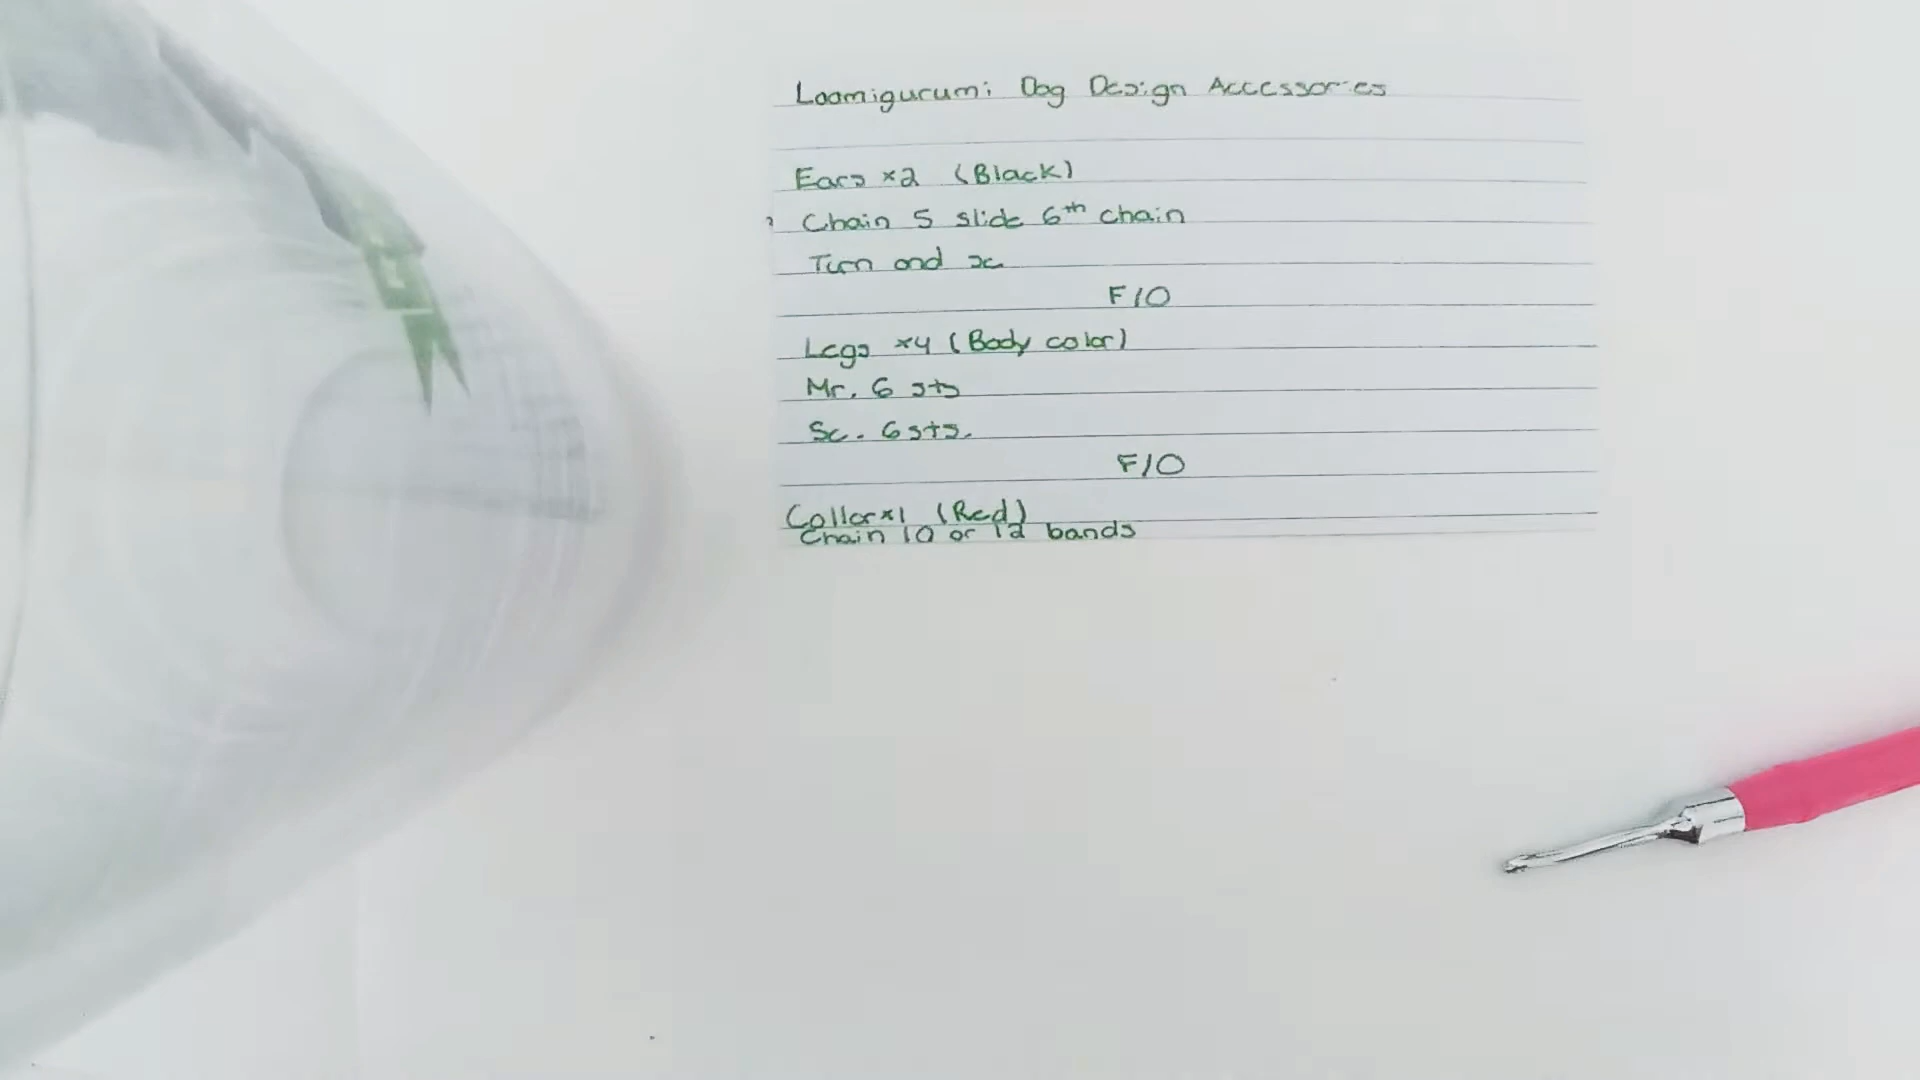 Loomigurumi Dog Design Accessories
Ears x2 (Black)
Chain 5 slide 6th chain
Turn and sc
F/O
Legs x4 (Body color)
Mr. 6 sts
Sc. 6 sts.
F/O
Collar x1 (Red)
Chain 10 or 12 bands